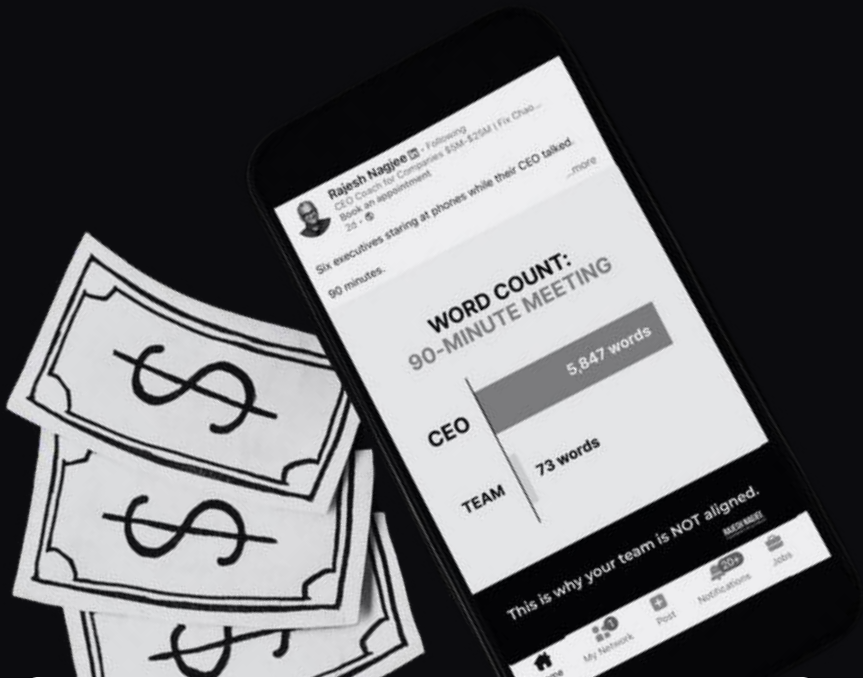 Rajesh Nagjee in • Following
CEO Coach for Companies $5M-$25M | Fix Chao...
Book an appointment
2d •
Six executives staring at phones while their CEO talked.
90 minutes.
...more
WORD COUNT:
90-MINUTE MEETING
CEO
5,847 words
TEAM
73 words
This is why your team is NOT aligned.
RAJESH NAGJEE
1
20+
My Network
Post
Notifications
Jobs
$
$
$